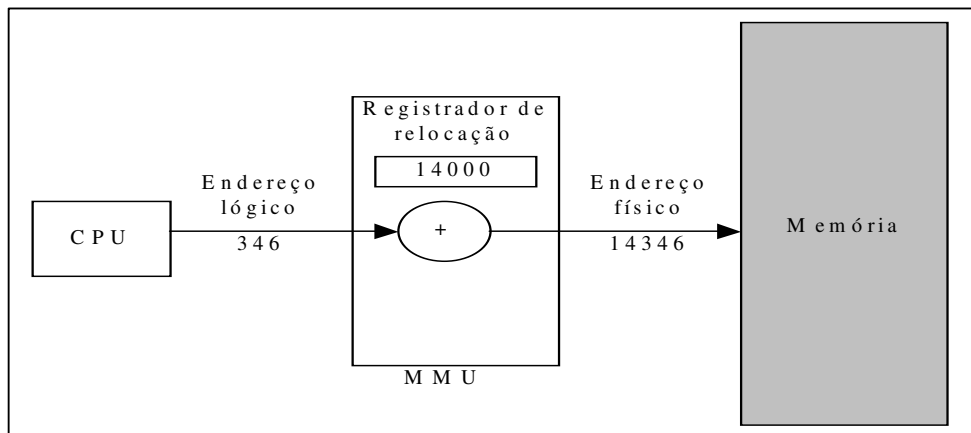 CPU
Endereço
lógico
346
Registrador de
relocação
14000
+
MMU
Endereço
físico
14346
Memória